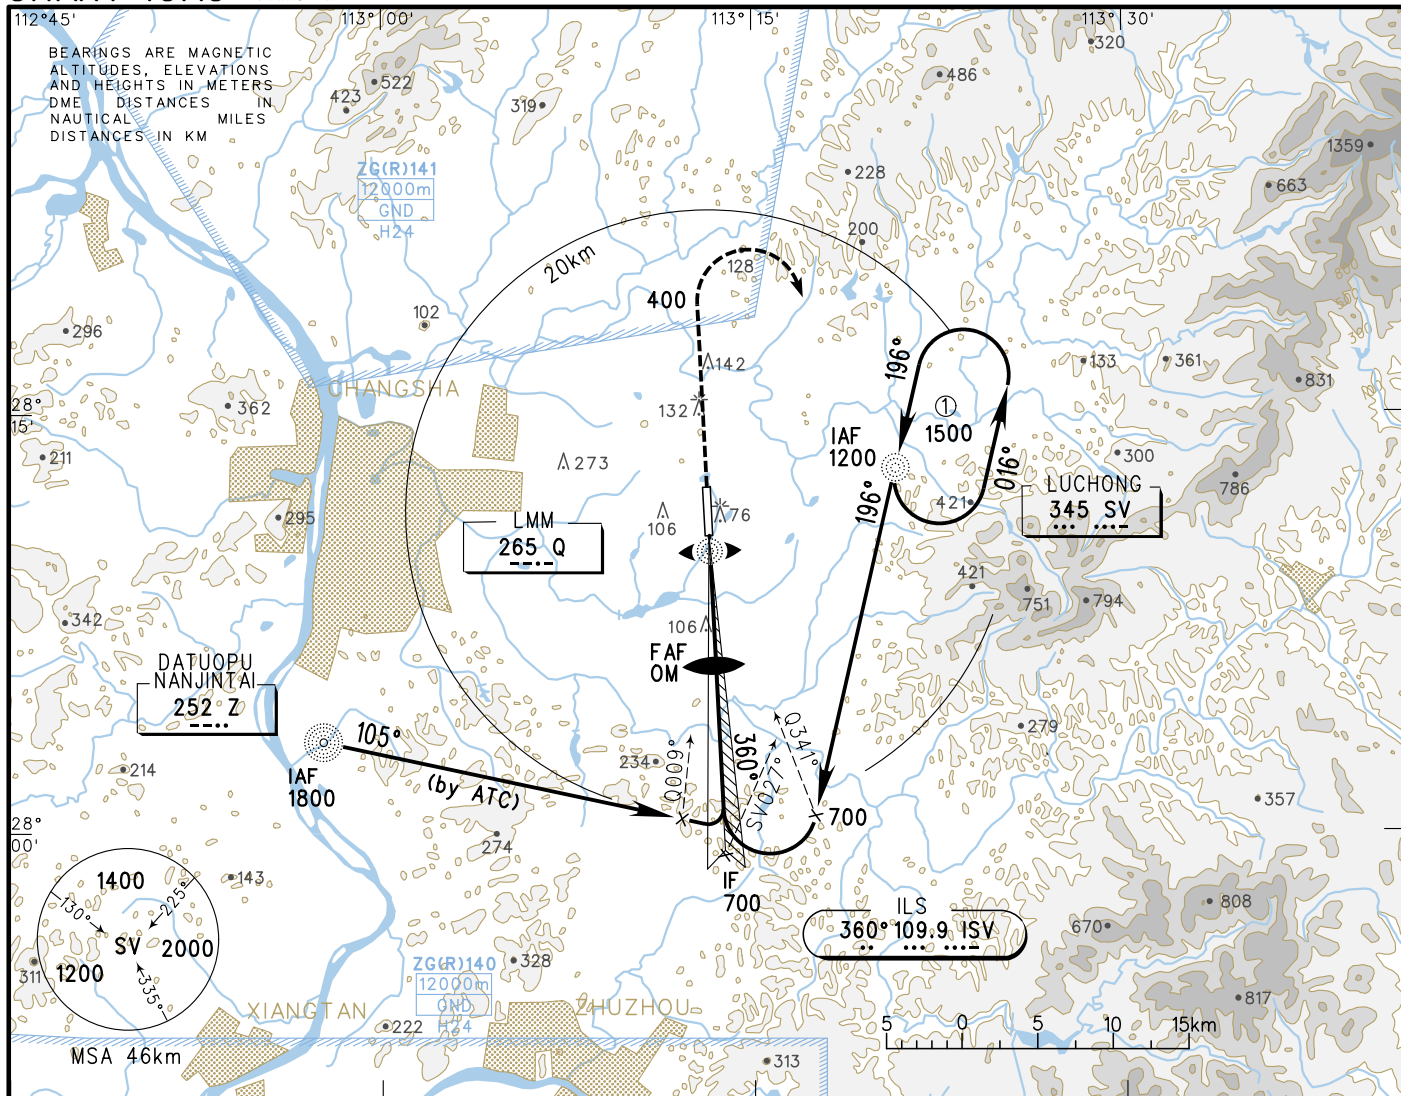 112°45'
113°00'
113°15'
113°30'
BEARINGS ARE MAGNETIC
ALTITUDES, ELEVATIONS
AND HEIGHTS IN METERS
DME DISTANCES IN
NAUTICAL MILES
DISTANCES IN KM
522
423
319
486
320
1359
663
228
200
ZG(R)141
12000m
GND
H24
20km
128
400
102
296
142
132
196°
133
361
831
800
500
300
CHANGSHA
28°
15'
362
211
273
①
1500
IAF
1200
016°
300
786
295
LMM
265 Q
106
76
196°
421
LUCHONG
345 SV
342
106
421
751
794
FAF
OM
DATUOPU
NANJINTAI
252 Z
105°
(by ATC)
IAF
1800
214
234
Q009°
360°
SV027°
Q341°
279
357
700
28°
00'
274
143
IF
700
1400
130°
225°
SV
2000
1200
335°
311
MSA 46km
ILS
360° 109.9 ISV
808
670
817
328
ZG(R)140
12000m
GND
H24
XIANGTAN
ZHUZHOU
222
313
5 0 5 10 15km